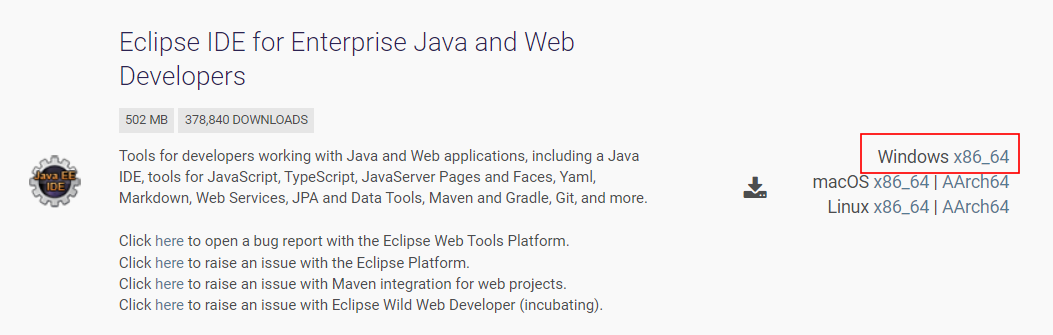 Eclipse IDE for Enterprise Java and Web
Developers
502 MB 378,840 DOWNLOADS
Java EE
IDE
Tools for developers working with Java and Web applications, including a Java
IDE, tools for JavaScript, TypeScript, JavaServer Pages and Faces, Yaml,
Markdown, Web Services, JPA and Data Tools, Maven and Gradle, Git, and more.
Click here to open a bug report with the Eclipse Web Tools Platform.
Click here to raise an issue with the Eclipse Platform.
Click here to raise an issue with Maven integration for web projects.
Click here to raise an issue with Eclipse Wild Web Developer (incubating).
Windows x86_64
macOS x86_64 | AArch64
Linux x86_64 | AArch64